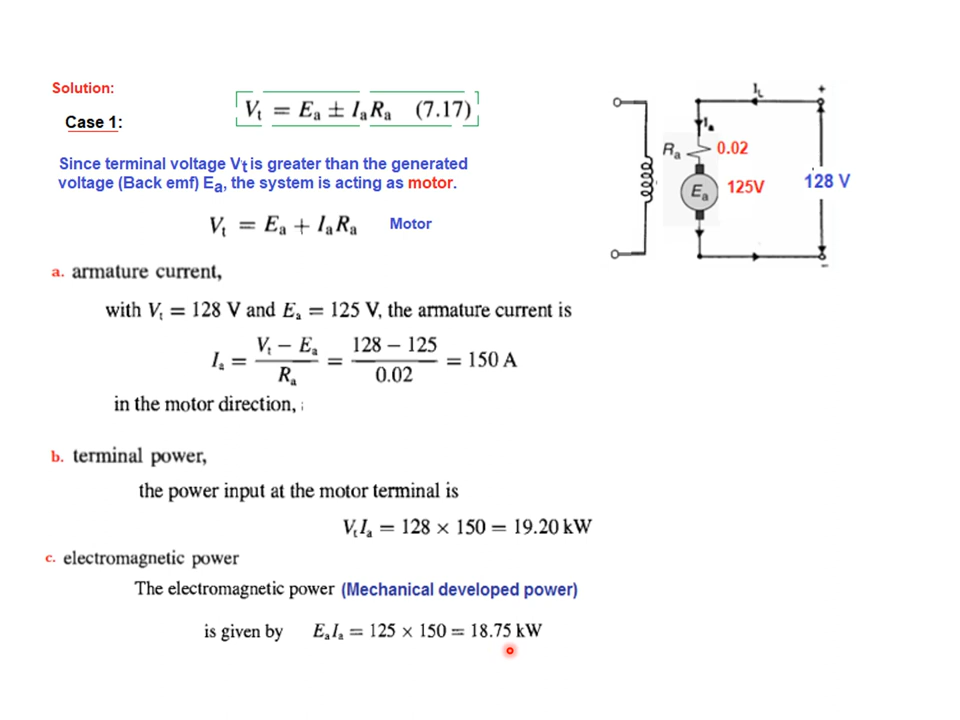 Solution:
Vt = Ea ± IaRa (7.17)
Case 1:
Since terminal voltage Vt is greater than the generated
voltage (Back emf) Ea, the system is acting as motor.
Vt = Ea + IaRa Motor
IL
+
Ia
Ra 0.02
Ea 125V
128 V
-
a. armature current,
with Vt = 128 V and Ea = 125 V, the armature current is
Ia = (Vt − Ea) / Ra = (128 − 125) / 0.02 = 150 A
in the motor direction,
b. terminal power,
the power input at the motor terminal is
VtIa = 128 × 150 = 19.20 kW
c. electromagnetic power
The electromagnetic power (Mechanical developed power)
is given by EaIa = 125 × 150 = 18.75 kW